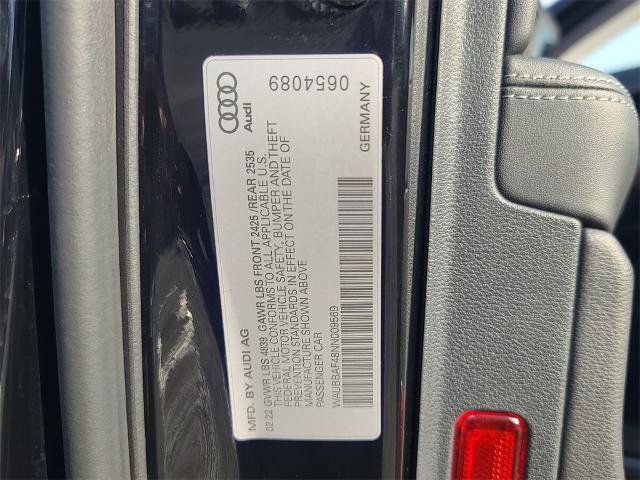 0654089
Audi
GERMANY
MFD. BY AUDI AG
02 22 GVWR LBS 4839 GAWR LBS FRONT 2425/REAR 2535
THIS VEHICLE CONFORMS TO ALL APPLICABLE U.S.
FEDERAL MOTOR VEHICLE SAFETY, BUMPER AND THEFT
PREVENTION STANDARDS IN EFFECT ON THE DATE OF
MANUFACTURE SHOWN ABOVE
PASSENGER CAR
WAUBBAF48NN009569